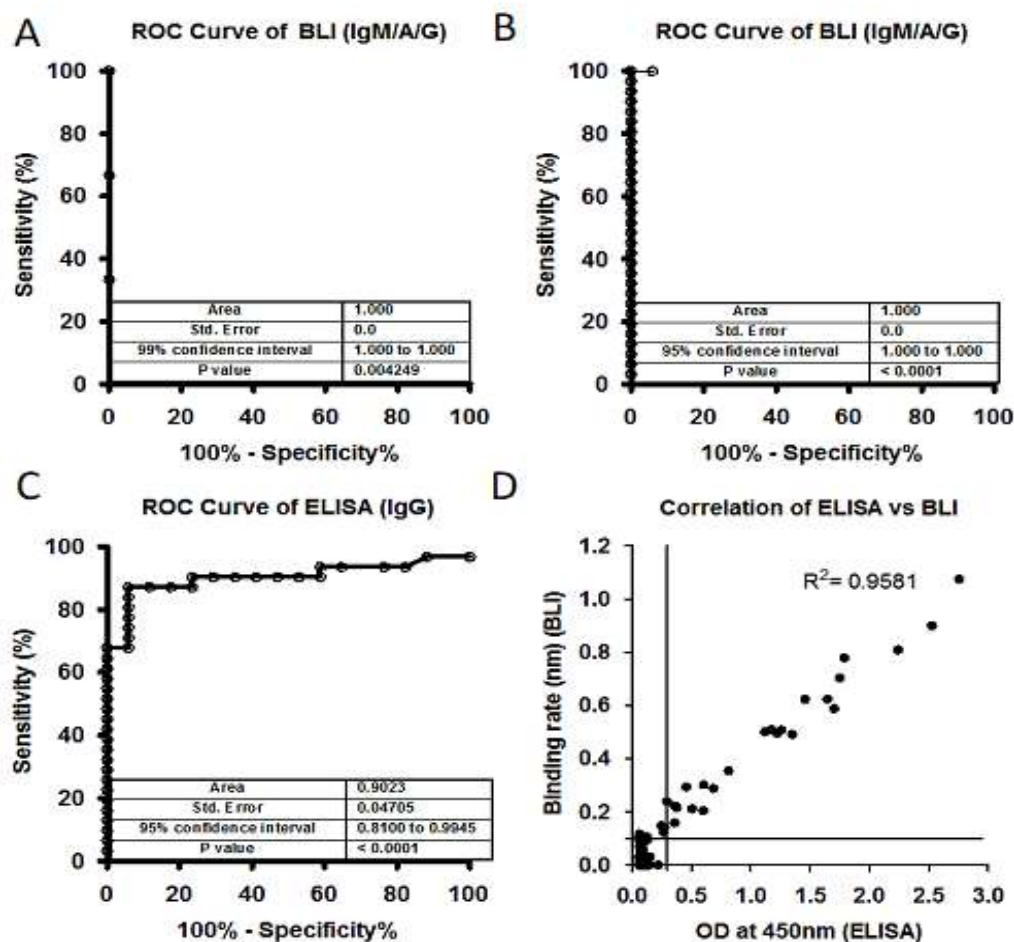 A
ROC Curve of BLI (IgM/A/G)
Sensitivity (%)
100
80
60
40
20
0
Area 1.000
Std. Error 0.0
99% confidence interval 1.000 to 1.000
P value 0.004249
0 20 40 60 80 100
100% - Specificity%
B
ROC Curve of BLI (IgM/A/G)
Sensitivity (%)
100
80
60
40
20
0
Area 1.000
Std. Error 0.0
95% confidence interval 1.000 to 1.000
P value < 0.0001
0 20 40 60 80 100
100% - Specificity%
C
ROC Curve of ELISA (IgG)
Sensitivity (%)
100
80
60
40
20
0
Area 0.9023
Std. Error 0.04705
95% confidence interval 0.8100 to 0.9945
P value < 0.0001
0 20 40 60 80 100
100% - Specificity%
D
Correlation of ELISA vs BLI
Binding rate (nm) (BLI)
1.2
1.0
0.8
0.6
0.4
0.2
0.0
R²= 0.9581
0.0 0.5 1.0 1.5 2.0 2.5 3.0
OD at 450nm (ELISA)